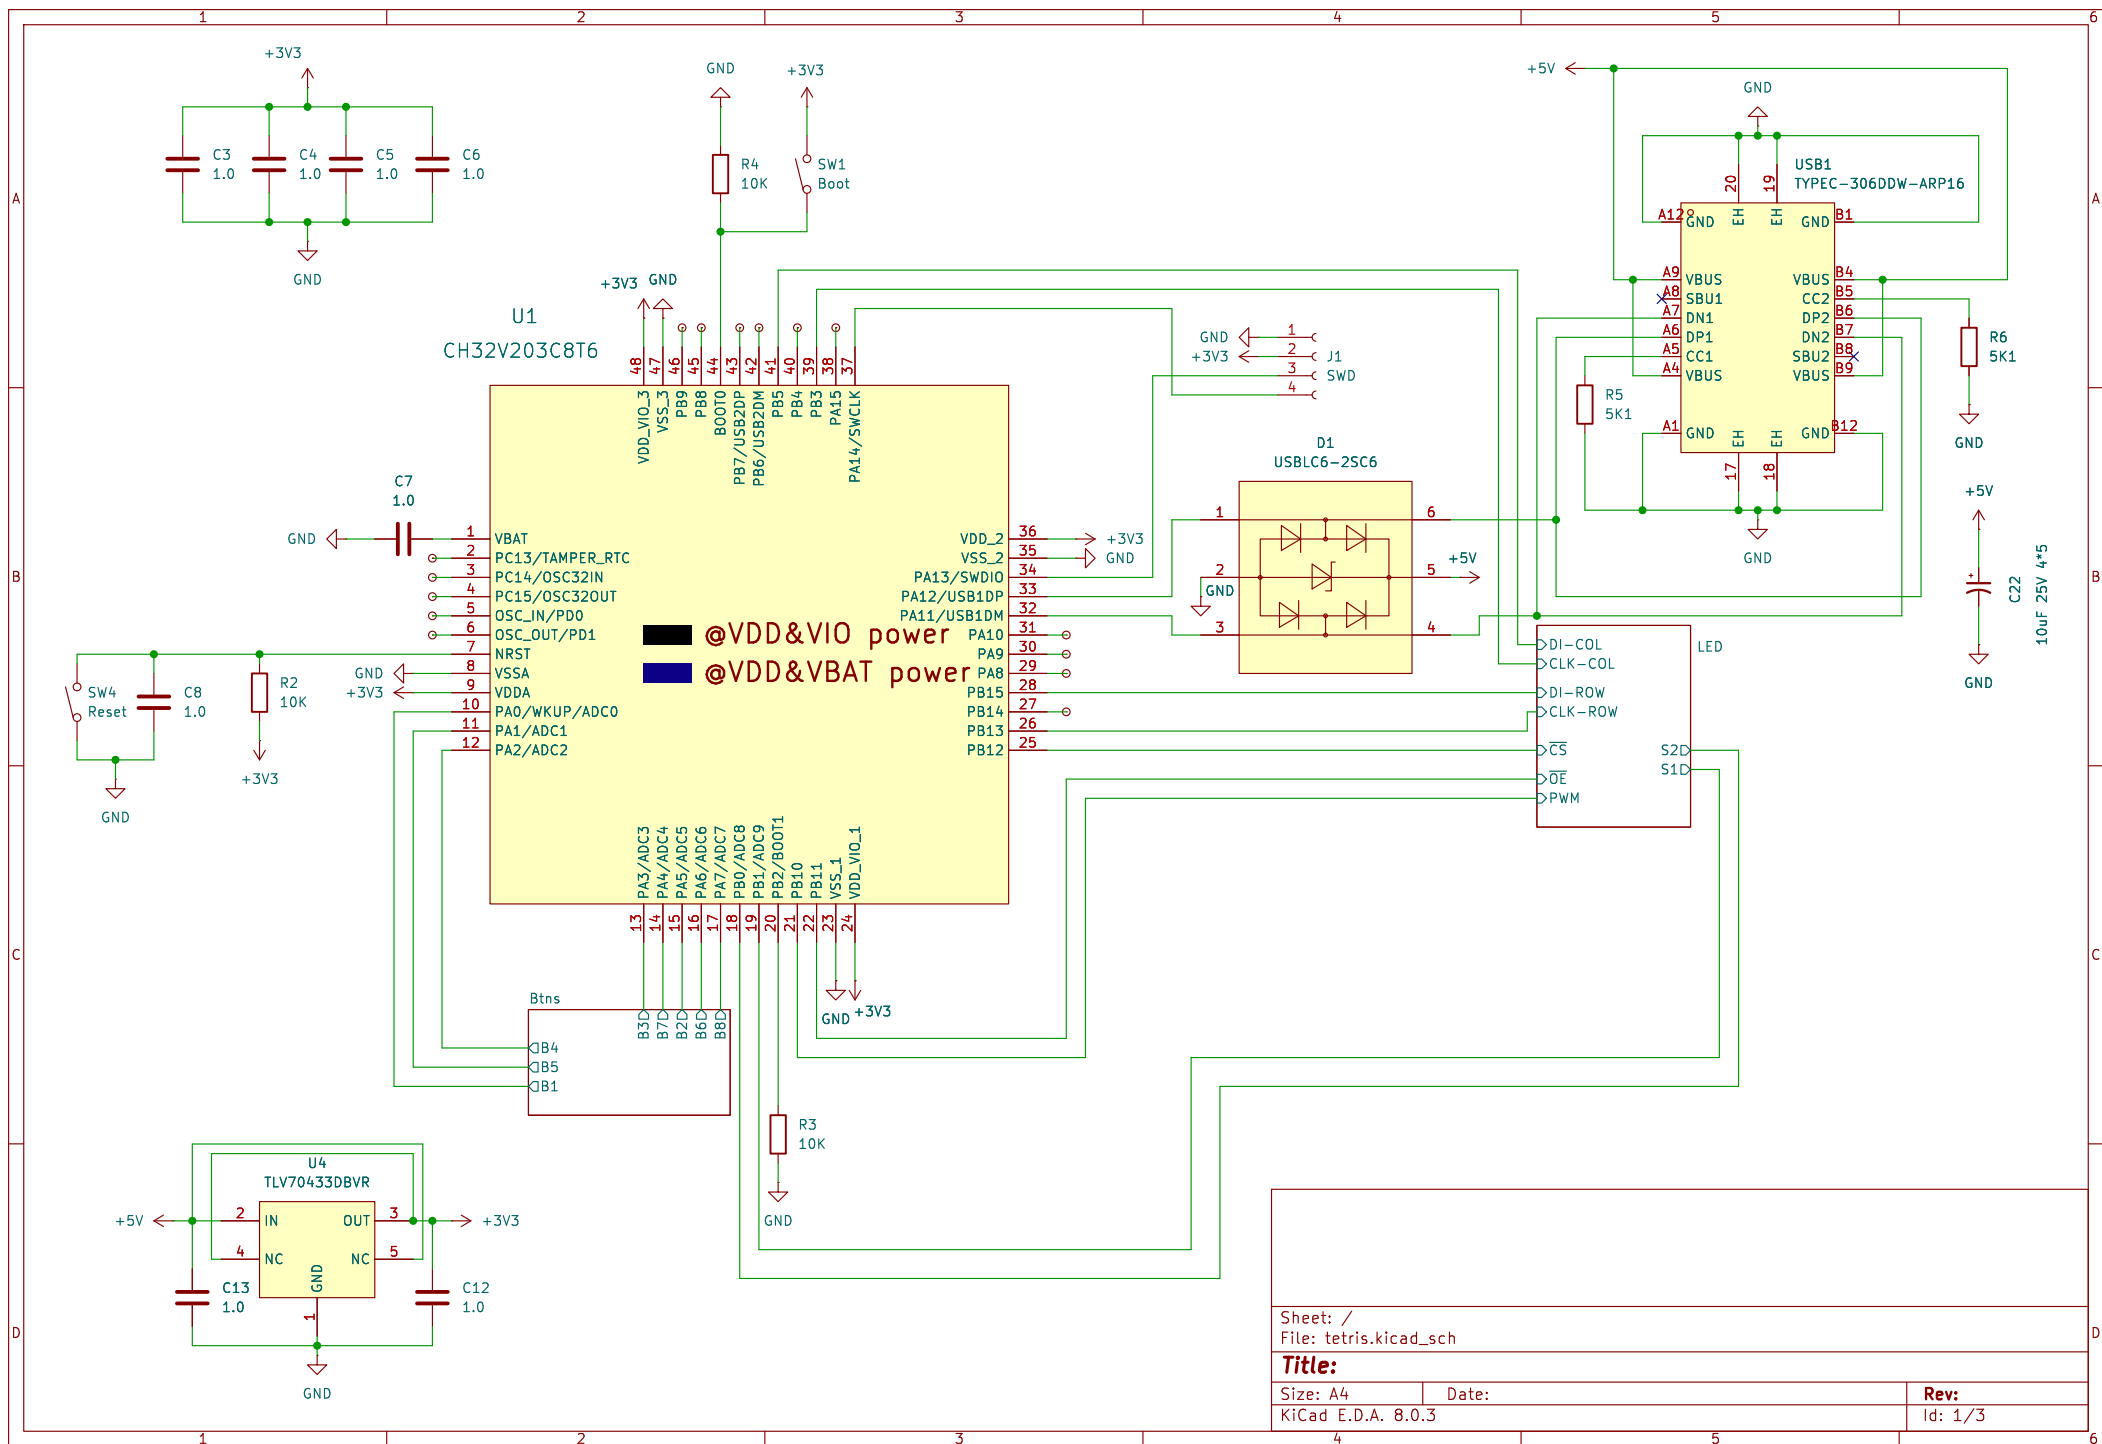 1 2 3 4 5 6
A
B
C
D
A
B
C
D
+3V3
C3
1.0
C4
1.0
C5
1.0
C6
1.0
GND
GND
+3V3
R4
10K
SW1
Boot
+3V3 GND
U1
CH32V203C8T6
48 47 46 45 44 43 42 41 40 39 38 37
VDD_VIO_3
VSS_3
PB9
PB8
BOOT0
PB7/USB2DP
PB6/USB2DM
PB5
PB4
PB3
PA15
PA14/SWCLK
GND 1
+3V3 2
3
4
J1
SWD
+5V
GND
USB1
TYPEC-306DDW-ARP16
20 19
EH EH
A12 GND
A9 VBUS
A8 SBU1
A7 DN1
A6 DP1
A5 CC1
A4 VBUS
A1 GND
GND B1
VBUS B4
CC2 B5
DP2 B6
DN2 B7
SBU2 B8
VBUS B9
GND B12
EH EH
17 18
GND
R5
5K1
R6
5K1
GND
+5V
C22
10uF 25V 4*5
GND
D1
USBLC6-2SC6
1
2
3
6
5
4
GND
+5V
C7
1.0
GND
1 VBAT
2 PC13/TAMPER_RTC
3 PC14/OSC32IN
4 PC15/OSC32OUT
5 OSC_IN/PD0
6 OSC_OUT/PD1
7 NRST
8 VSSA
9 VDDA
10 PA0/WKUP/ADC0
11 PA1/ADC1
12 PA2/ADC2
GND
+3V3
@VDD&VIO power
@VDD&VBAT power
VDD_2 36
VSS_2 35
PA13/SWDIO 34
PA12/USB1DP 33
PA11/USB1DM 32
PA10 31
PA9 30
PA8 29
PB15 28
PB14 27
PB13 26
PB12 25
+3V3
GND
SW4
Reset
C8
1.0
R2
10K
+3V3
GND
LED
DI-COL
CLK-COL
DI-ROW
CLK-ROW
CS
OE
PWM
S2
S1
PA3/ADC3
PA4/ADC4
PA5/ADC5
PA6/ADC6
PA7/ADC7
PB0/ADC8
PB1/ADC9
PB2/BOOT1
PB10
PB11
VSS_1
VDD_VIO_1
13 14 15 16 17 18 19 20 21 22 23 24
GND +3V3
Btns
B3
B7
B2
B6
B8
B4
B5
B1
R3
10K
GND
U4
TLV70433DBVR
+5V
2 IN
OUT 3
4 NC
NC 5
GND
1
+3V3
C13
1.0
C12
1.0
GND
Sheet: /
File: tetris.kicad_sch
Title:
Size: A4 Date: Rev:
KiCad E.D.A. 8.0.3 Id: 1/3
1 2 3 4 5 6